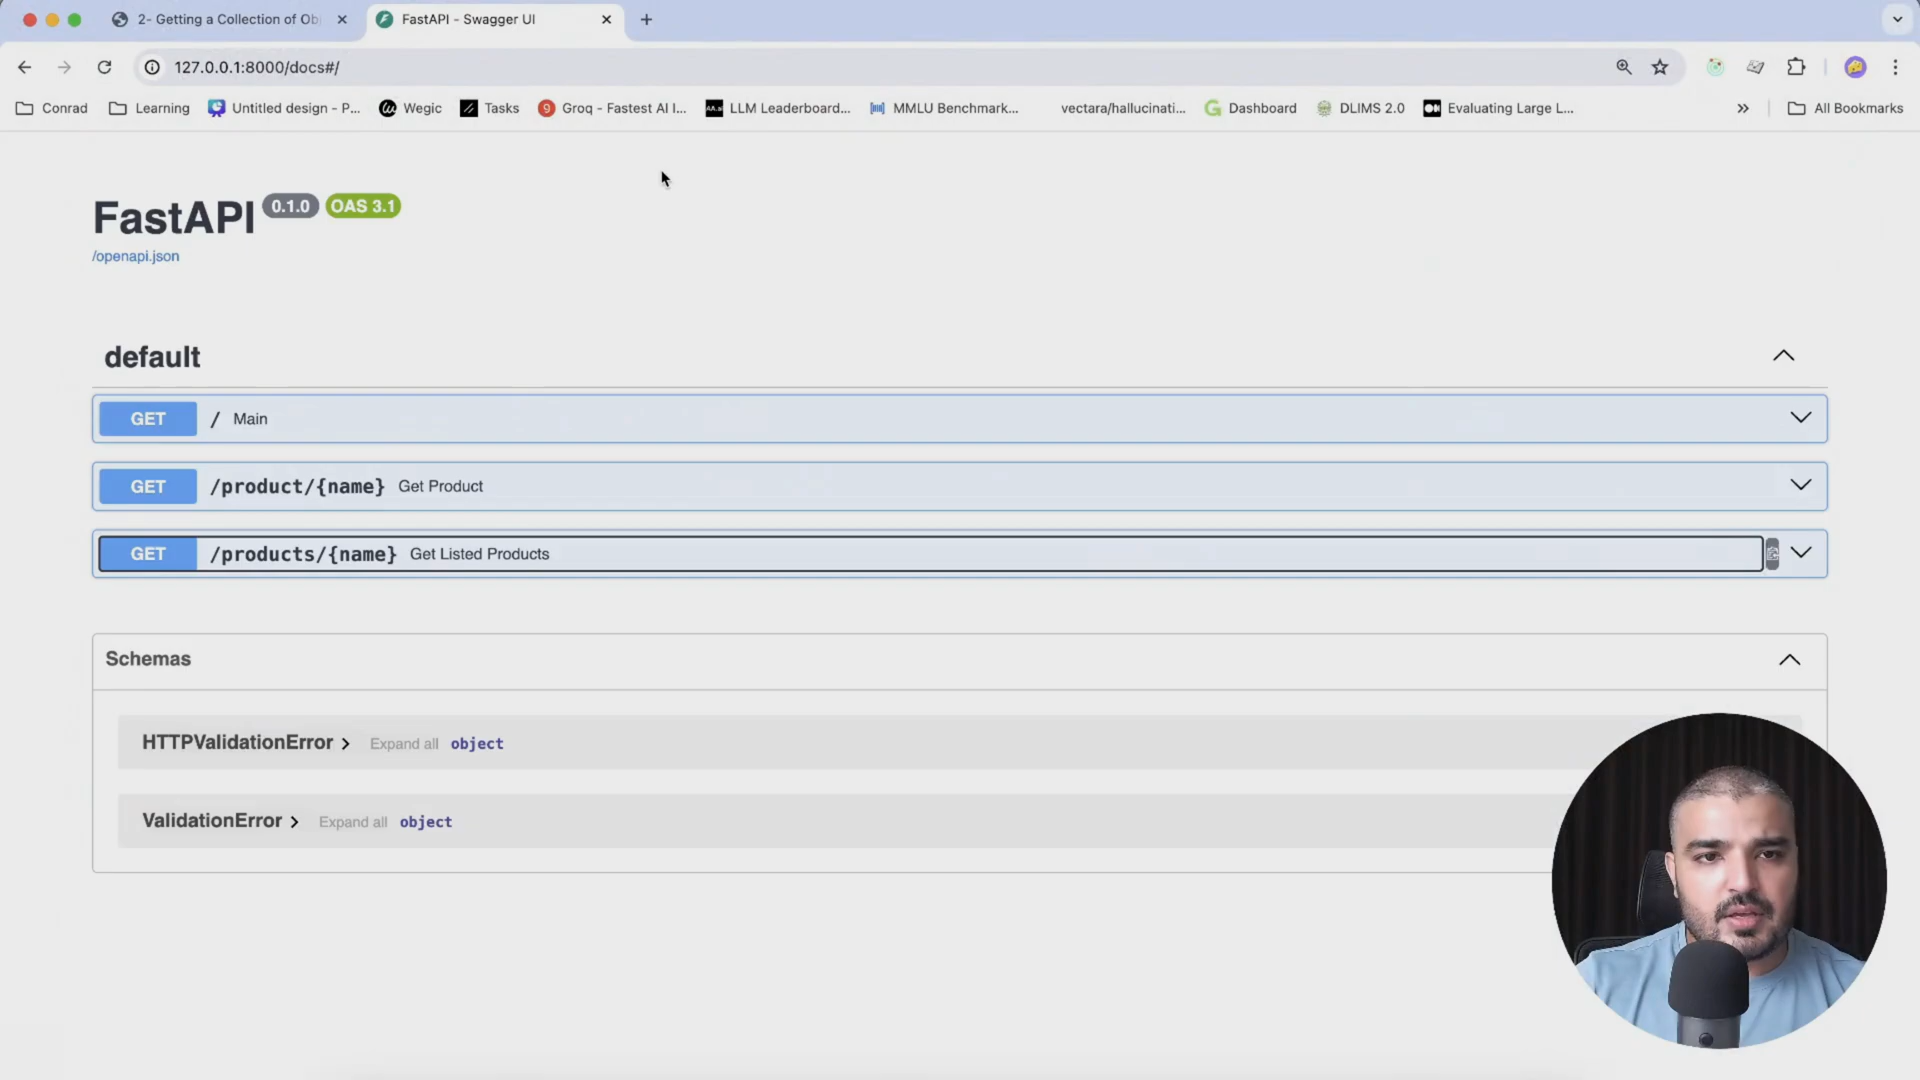 2- Getting a Collection of Ob
FastAPI - Swagger UI
127.0.0.1:8000/docs#/
Conrad
Learning
Untitled design - P...
Wegic
Tasks
Groq - Fastest AI I...
LLM Leaderboard...
MMLU Benchmark...
vectara/hallucinati...
Dashboard
DLIMS 2.0
Evaluating Large L...
All Bookmarks
FastAPI 0.1.0 OAS 3.1
/openapi.json
default
GET / Main
GET /product/{name} Get Product
GET /products/{name} Get Listed Products
Schemas
HTTPValidationError Expand all object
ValidationError Expand all object